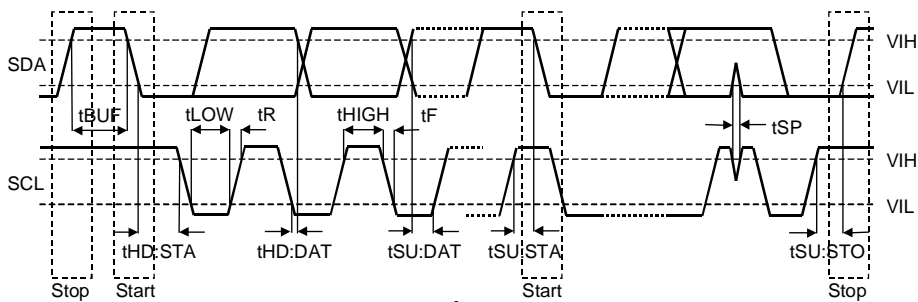 VIH
SDA
VIL
tBUF
tLOW
tR
tHIGH
tF
tSP
VIH
SCL
VIL
tHD:STA
tHD:DAT
tSU:DAT
tSU:STA
tSU:STO
Stop
Start
Start
Stop